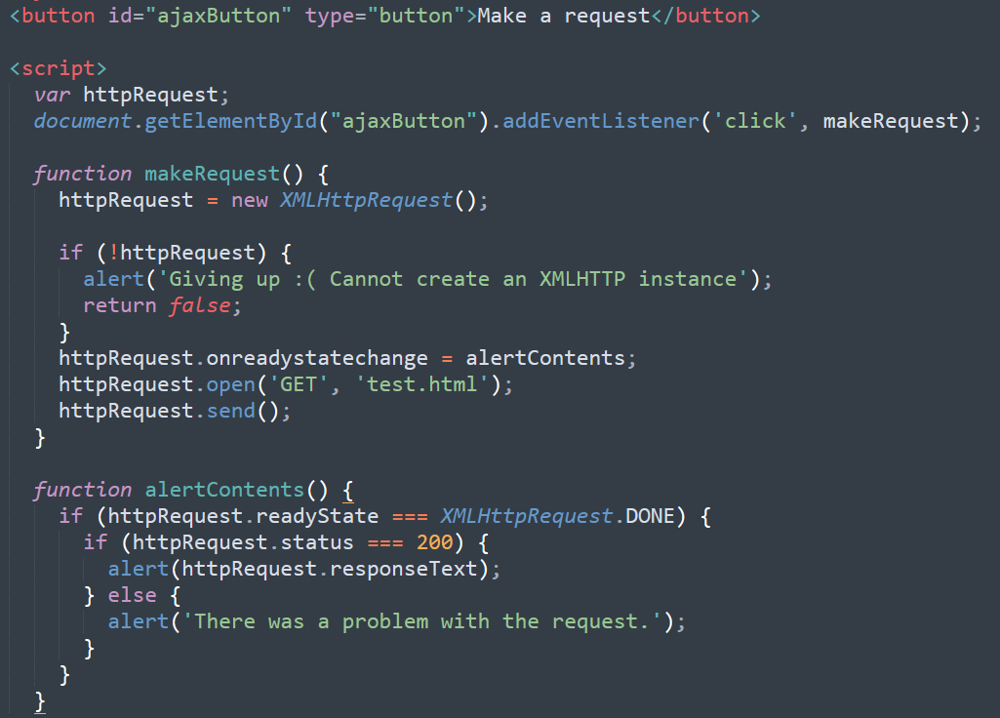 <button id="ajaxButton" type="button">Make a request</button>

<script>
  var httpRequest;
  document.getElementById("ajaxButton").addEventListener('click', makeRequest);

  function makeRequest() {
    httpRequest = new XMLHttpRequest();

    if (!httpRequest) {
      alert('Giving up :( Cannot create an XMLHTTP instance');
      return false;
    }
    httpRequest.onreadystatechange = alertContents;
    httpRequest.open('GET', 'test.html');
    httpRequest.send();
  }

  function alertContents() {
    if (httpRequest.readyState === XMLHttpRequest.DONE) {
      if (httpRequest.status === 200) {
        alert(httpRequest.responseText);
      } else {
        alert('There was a problem with the request.');
      }
    }
  }